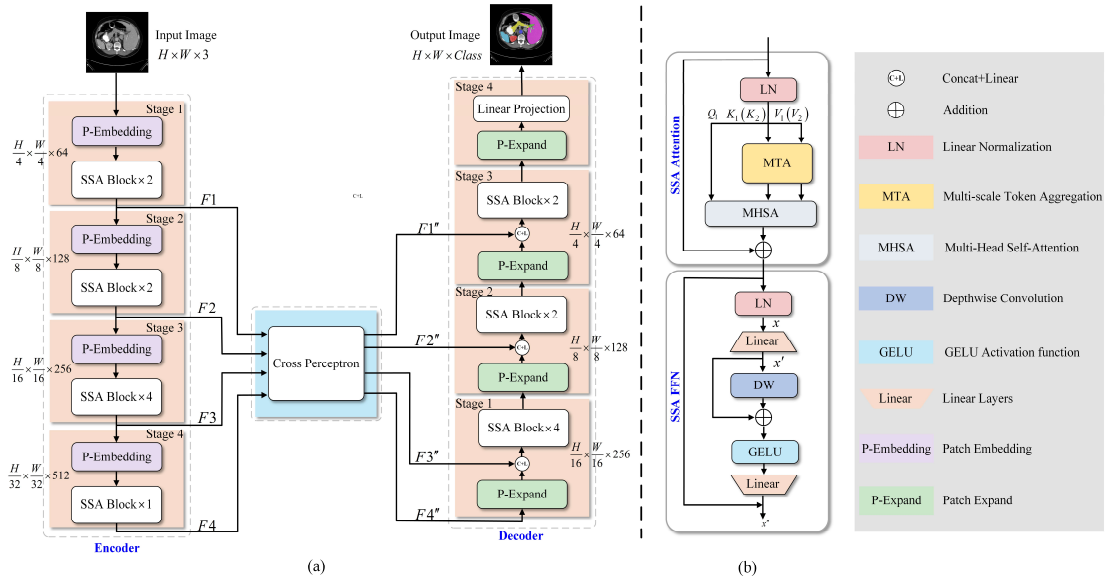 Input Image
H×W×3
Stage 1
P-Embedding
H/4×W/4×64
SSA Block×2
F1
Stage 2
P-Embedding
H/8×W/8×128
SSA Block×2
F2
Stage 3
P-Embedding
H/16×W/16×256
SSA Block×4
F3
Stage 4
P-Embedding
H/32×W/32×512
SSA Block×1
F4
Encoder
C+L
Cross Perceptron
Output Image
H×W×Class
Stage 4
Linear Projection
P-Expand
Stage 3
SSA Block×2
F1″
C+L
H/4×W/4×64
P-Expand
Stage 2
SSA Block×2
F2″
C+L
H/8×W/8×128
P-Expand
Stage 1
SSA Block×4
F3″
C+L
H/16×W/16×256
P-Expand
F4″
Decoder
(a)
SSA Attention
LN
Q₁ K₁(K₂) V₁(V₂)
MTA
MHSA
SSA FFN
LN
x
Linear
x′
DW
GELU
Linear
x″
(b)
C+L Concat+Linear
Addition
LN Linear Normalization
MTA Multi-scale Token Aggregation
MHSA Multi-Head Self-Attention
DW Depthwise Convolution
GELU GELU Activation function
Linear Linear Layers
P-Embedding Patch Embedding
P-Expand Patch Expand